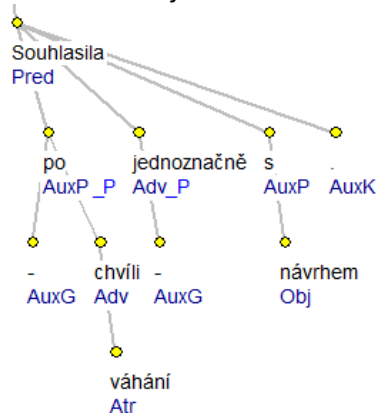 Souhlasila
Pred
po jednoznačně s .
AuxP_P Adv_P AuxP AuxK
- chvíli - návrhem
AuxG Adv AuxG Obj
váhání
Atr